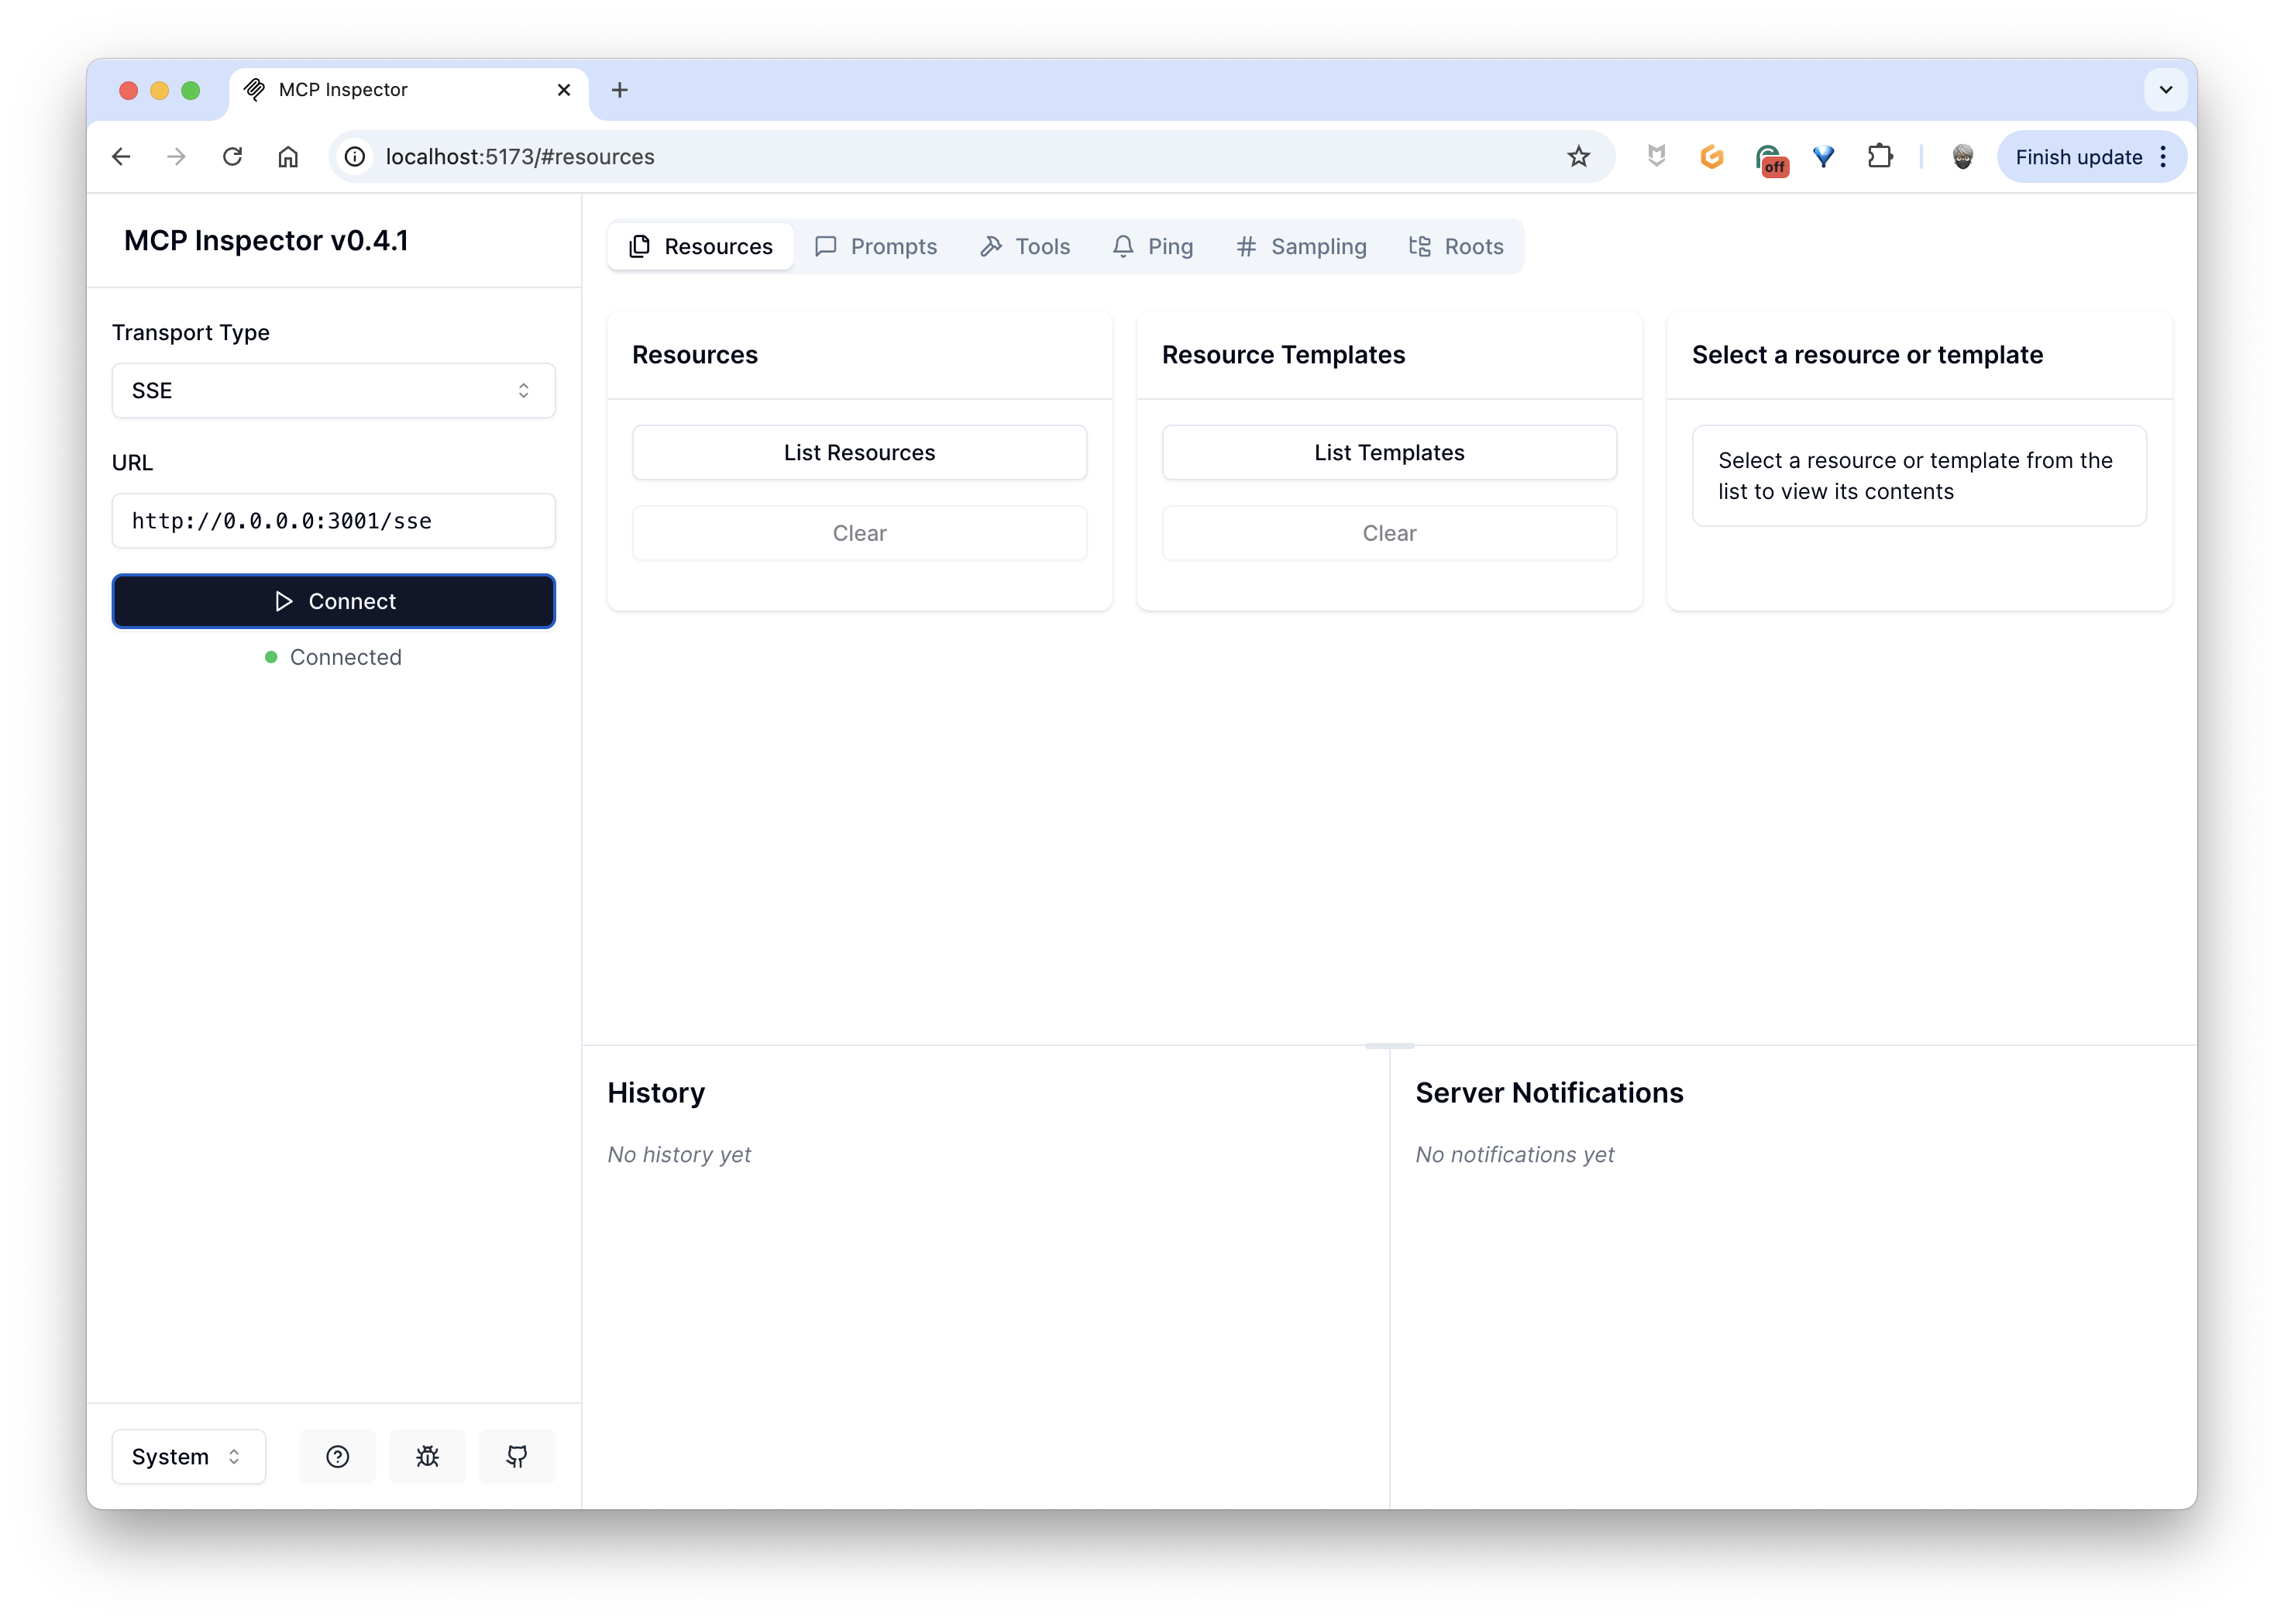 MCP Inspector
localhost:5173/#resources
off
Finish update
MCP Inspector v0.4.1
Transport Type
SSE
URL
http://0.0.0.0:3001/sse
Connect
Connected
System
Resources Prompts Tools Ping # Sampling Roots
Resources
List Resources
Clear
Resource Templates
List Templates
Clear
Select a resource or template
Select a resource or template from the
list to view its contents
History
No history yet
Server Notifications
No notifications yet